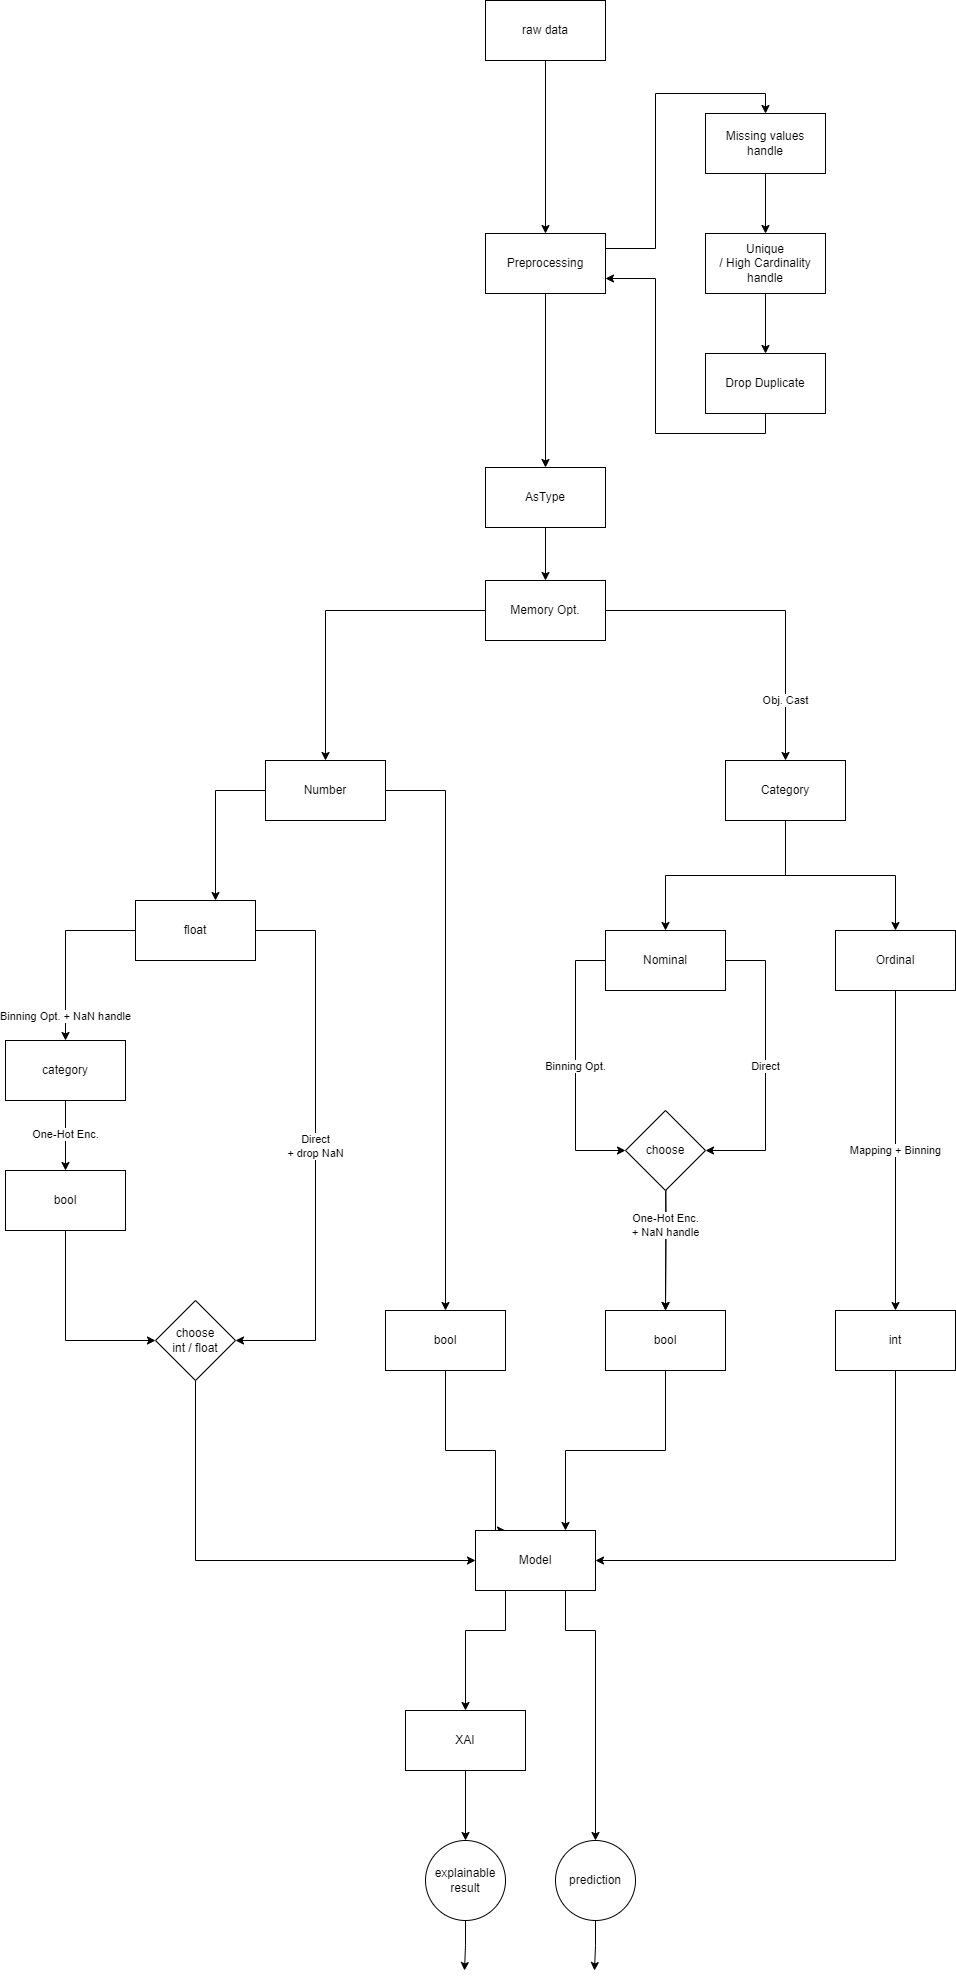 raw data
Missing values
handle
Preprocessing
Unique
/ High Cardinality
handle
Drop Duplicate
AsType
Memory Opt.
Obj. Cast
Number
Category
float
Nominal
Ordinal
Binning Opt. + NaN handle
category
Binning Opt.
Direct
One-Hot Enc.
Direct
+ drop NaN
choose
Mapping + Binning
bool
One-Hot Enc.
+ NaN handle
choose
int / float
bool
bool
int
Model
XAI
explainable
result
prediction